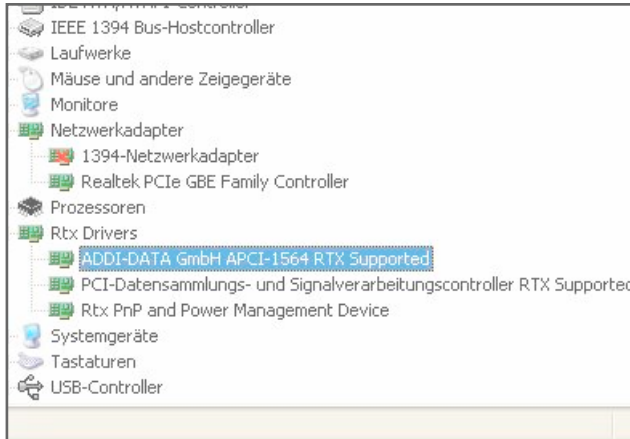 IEEE 1394 Bus-Hostcontroller
Laufwerke
Mäuse und andere Zeigegeräte
Monitore
Netzwerkadapter
1394-Netzwerkadapter
Realtek PCIe GBE Family Controller
Prozessoren
Rtx Drivers
ADDI-DATA GmbH APCI-1564 RTX Supported
PCI-Datensammlungs- und Signalverarbeitungscontroller RTX Supported
Rtx PnP and Power Management Device
Systemgeräte
Tastaturen
USB-Controller